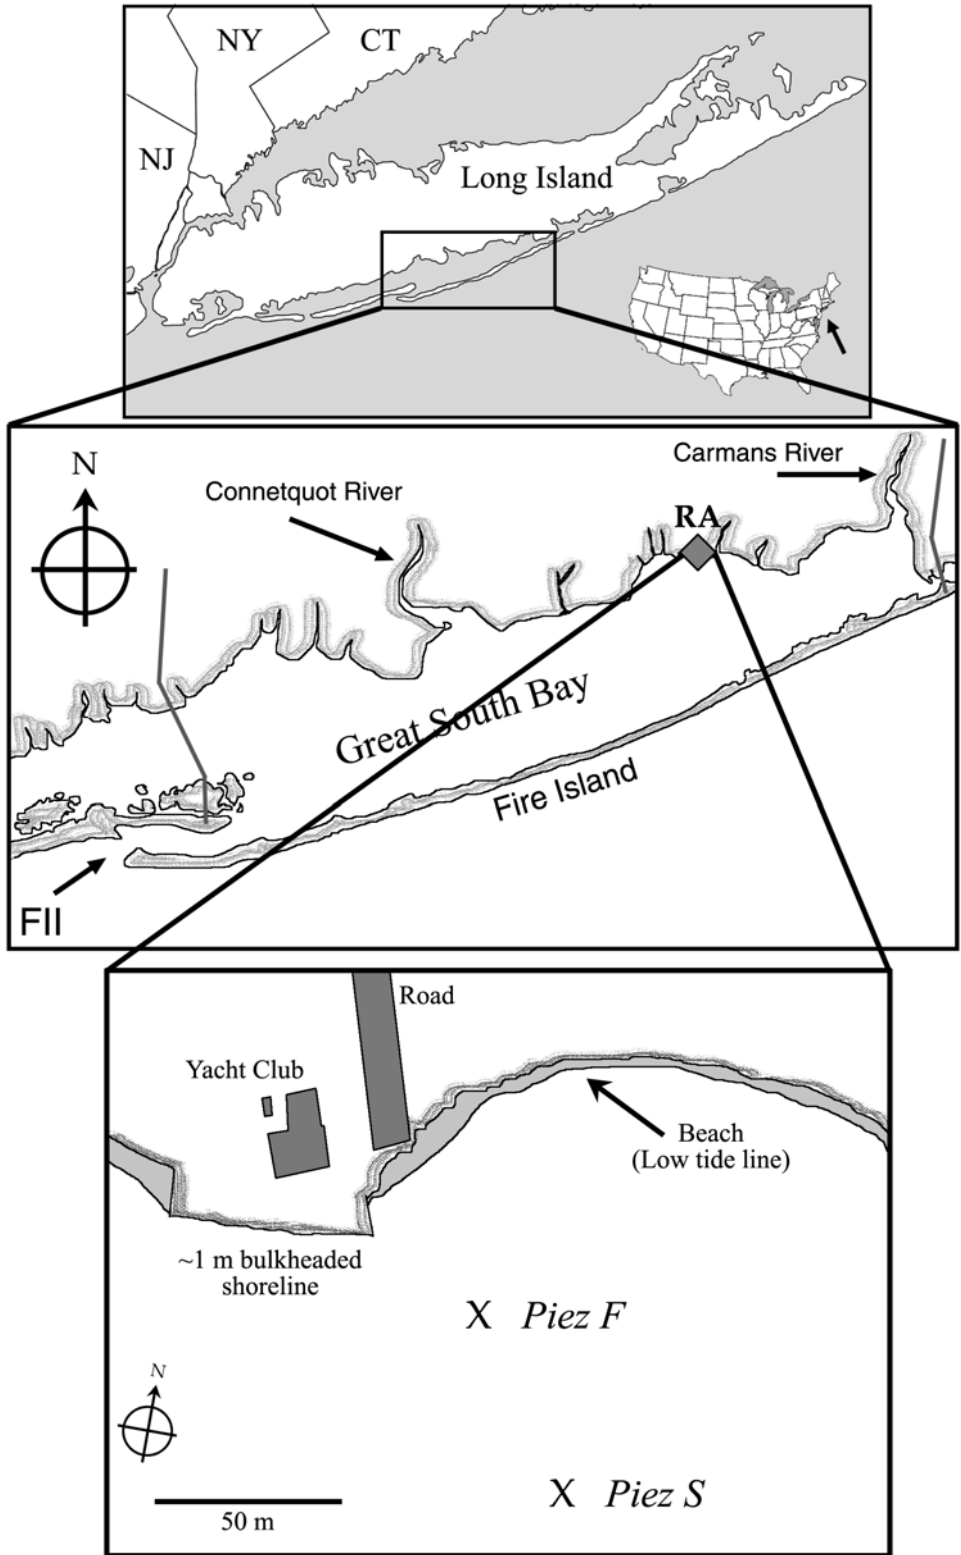 NY
CT
NJ
Long Island
N
Connetquot River
Carmans River
RA
Great South Bay
Fire Island
FII
Road
Yacht Club
Beach
(Low tide line)
~1 m bulkheaded
shoreline
X Piez F
N
X Piez S
50 m